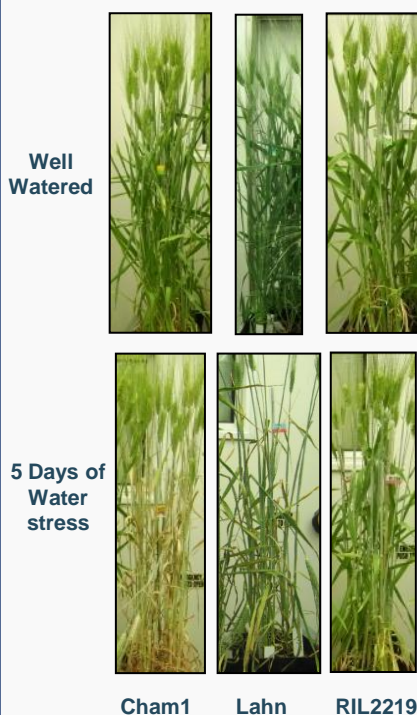 Well
Watered
5 Days of
Water
stress
Cham1 Lahn RIL2219